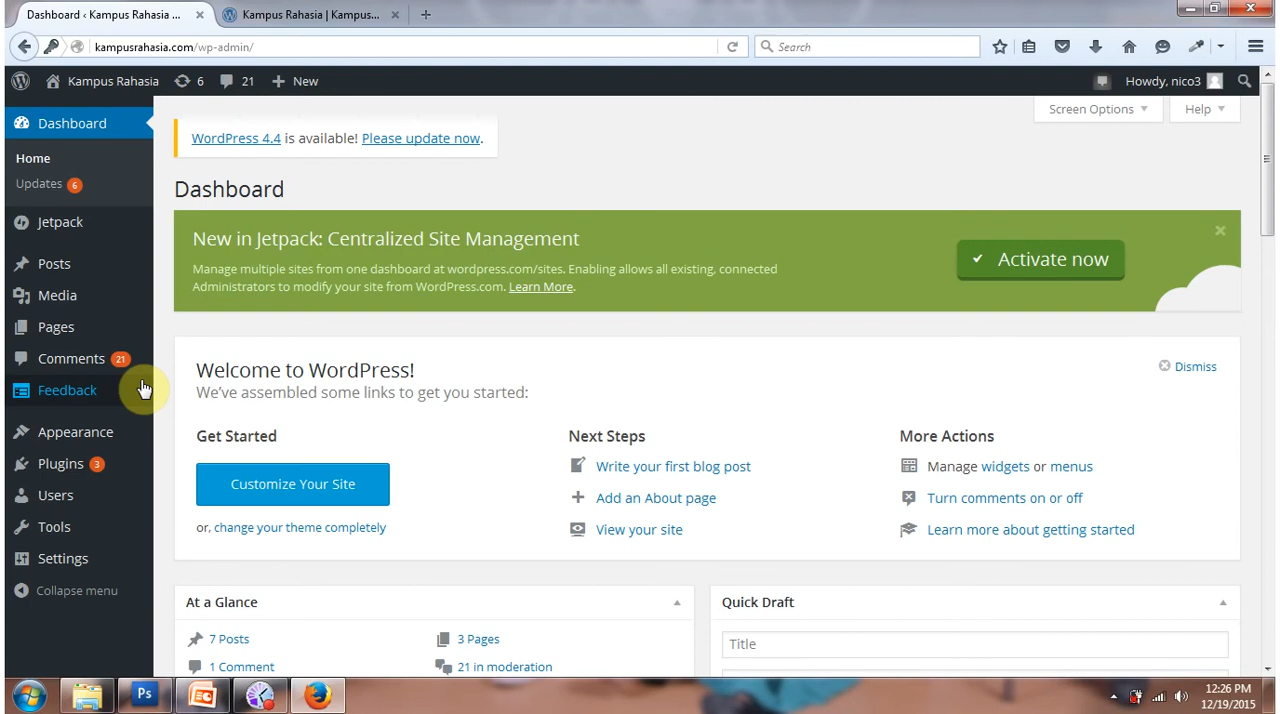 Dashboard ‹ Kampus Rahasia ...
Kampus Rahasia | Kampus...
kampusrahasia.com/wp-admin/
Search
Kampus Rahasia 6 21 New
Howdy, nico3
Dashboard
Home
Updates 6
Jetpack
Posts
Media
Pages
Comments 21
Feedback
Appearance
Plugins 3
Users
Tools
Settings
Collapse menu
Screen Options
Help
WordPress 4.4 is available! Please update now.
Dashboard
New in Jetpack: Centralized Site Management
Manage multiple sites from one dashboard at wordpress.com/sites. Enabling allows all existing, connected
Administrators to modify your site from WordPress.com. Learn More.
Activate now
Welcome to WordPress!
We've assembled some links to get you started:
Dismiss
Get Started
Customize Your Site
or, change your theme completely
Next Steps
Write your first blog post
Add an About page
View your site
More Actions
Manage widgets or menus
Turn comments on or off
Learn more about getting started
At a Glance
7 Posts
3 Pages
1 Comment
21 in moderation
Quick Draft
Title
Ps
12:26 PM
12/19/2015